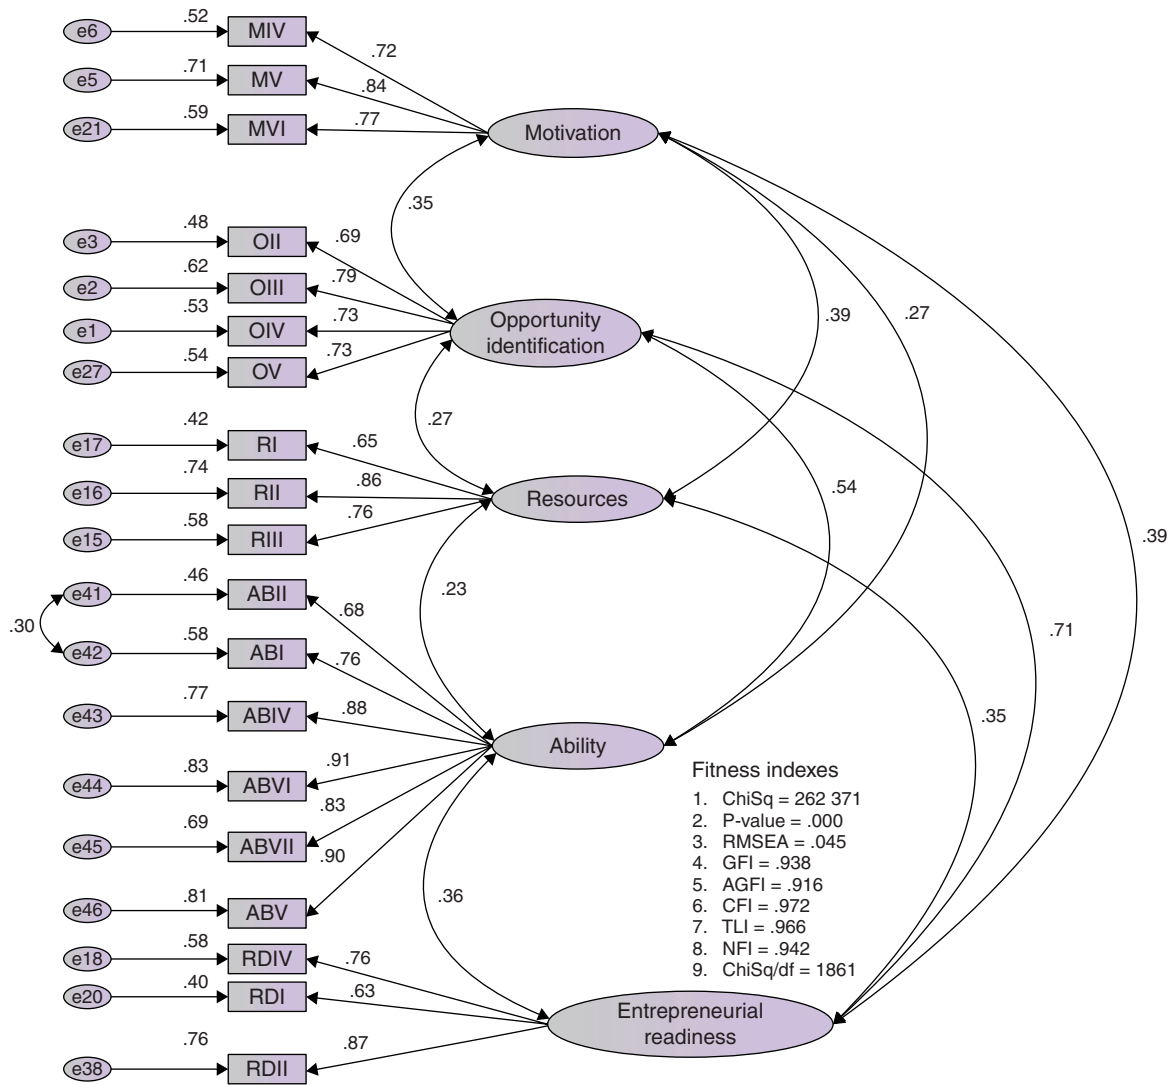 e6 .52 MIV .72
e5 .71 MV .84
e21 .59 MVI .77
Motivation
.35
e3 .48 OII .69
e2 .62 OIII .79
e1 .53 OIV .73
e27 .54 OV .73
Opportunity
identification
.39
.27
.27
e17 .42 RI .65
e16 .74 RII .86
e15 .58 RIII .76
Resources
.54
.39
e41 .46 ABII .68
.30
e42 .58 ABI .76
.23
.71
e43 .77 ABIV .88
.35
Ability
e44 .83 ABVI .91
e45 .69 ABVII .83
e46 .81 ABV .90
.36
Fitness indexes
1. ChiSq = 262 371
2. P-value = .000
3. RMSEA = .045
4. GFI = .938
5. AGFI = .916
6. CFI = .972
7. TLI = .966
8. NFI = .942
9. ChiSq/df = 1861
e18 .58 RDIV .76
e20 .40 RDI .63
e38 .76 RDII .87
Entrepreneurial
readiness